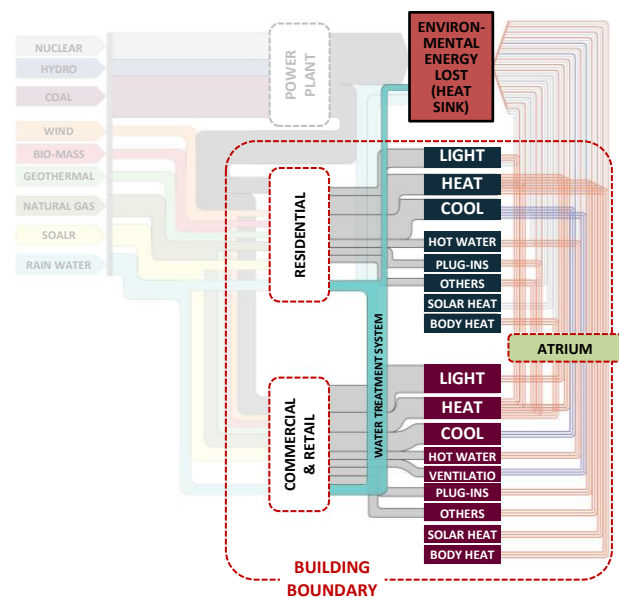 NUCLEAR
HYDRO
COAL
WIND
BIO-MASS
GEOTHERMAL
NATURAL GAS
SOALR
RAIN WATER
POWER
PLANT
ENVIRON-
MENTAL
ENERGY
LOST
(HEAT
SINK)
RESIDENTIAL
LIGHT
HEAT
COOL
HOT WATER
PLUG-INS
OTHERS
SOLAR HEAT
BODY HEAT
WATER TREATMENT SYSTEM
ATRIUM
COMMERCIAL
& RETAIL
LIGHT
HEAT
COOL
HOT WATER
VENTILATIO
PLUG-INS
OTHERS
SOLAR HEAT
BODY HEAT
BUILDING
BOUNDARY